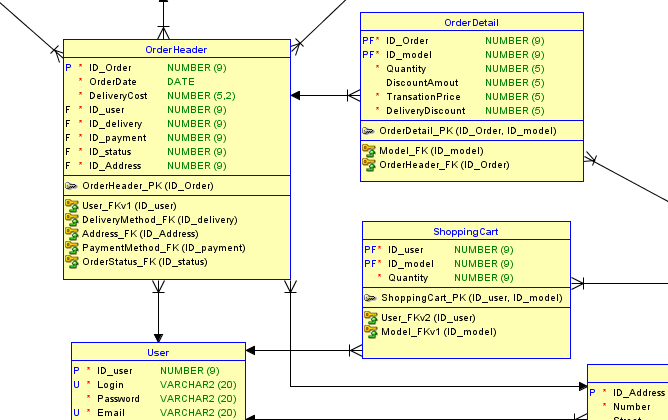 OrderHeader
P * ID_Order NUMBER (9)
* OrderDate DATE
* DeliveryCost NUMBER (5,2)
F * ID_user NUMBER (9)
F * ID_delivery NUMBER (9)
F * ID_payment NUMBER (9)
F * ID_status NUMBER (9)
F * ID_Address NUMBER (9)
OrderHeader_PK (ID_Order)
User_FKv1 (ID_user)
DeliveryMethod_FK (ID_delivery)
Address_FK (ID_Address)
PaymentMethod_FK (ID_payment)
OrderStatus_FK (ID_status)
OrderDetail
PF* ID_Order NUMBER (9)
PF* ID_model NUMBER (9)
* Quantity NUMBER (5)
DiscountAmout NUMBER (5)
* TransationPrice NUMBER (5)
* DeliveryDiscount NUMBER (5)
OrderDetail_PK (ID_Order, ID_model)
Model_FK (ID_model)
OrderHeader_FK (ID_Order)
ShoppingCart
PF* ID_user NUMBER (9)
PF* ID_model NUMBER (9)
* Quantity NUMBER (9)
ShoppingCart_PK (ID_user, ID_model)
User_FKv2 (ID_user)
Model_FKv1 (ID_model)
User
P * ID_user NUMBER (9)
U * Login VARCHAR2 (20)
* Password VARCHAR2 (20)
U * Email VARCHAR2 (20)
P * ID_Address
* Number